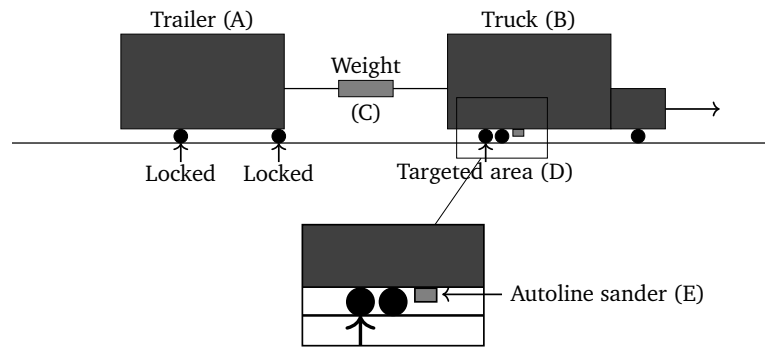 Trailer (A)
Truck (B)
Weight
(C)
Locked
Locked
Targeted area (D)
Autoline sander (E)